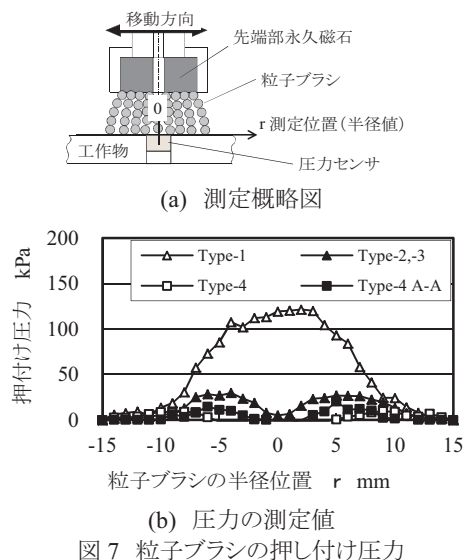 移動方向
先端部永久磁石
粒子ブラシ
0
r 測定位置(半径値)
工作物
圧力センサ
(a) 測定概略図
押付け圧力 kPa
200
150
100
50
0
Type-1
Type-2,-3
Type-4
Type-4 A-A
-15 -10 -5 0 5 10 15
粒子ブラシの半径位置 r mm
(b) 圧力の測定値
図 7 粒子ブラシの押し付け圧力